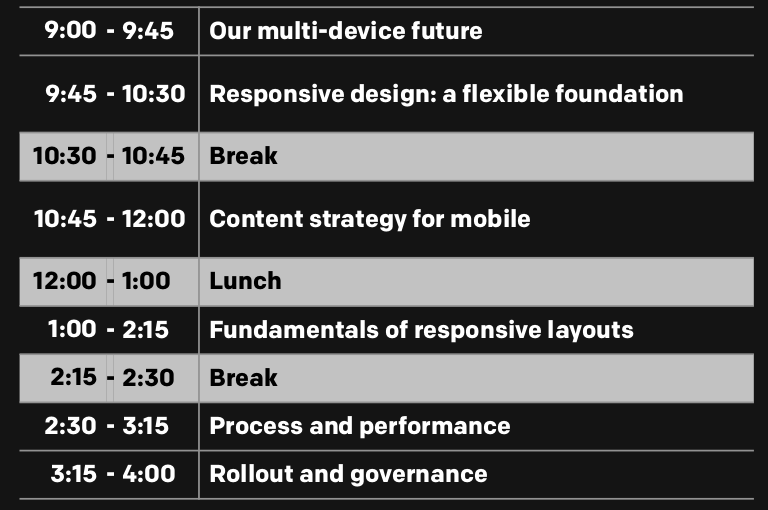 9:00 - 9:45 Our multi-device future
9:45 - 10:30 Responsive design: a flexible foundation
10:30 - 10:45 Break
10:45 - 12:00 Content strategy for mobile
12:00 - 1:00 Lunch
1:00 - 2:15 Fundamentals of responsive layouts
2:15 - 2:30 Break
2:30 - 3:15 Process and performance
3:15 - 4:00 Rollout and governance